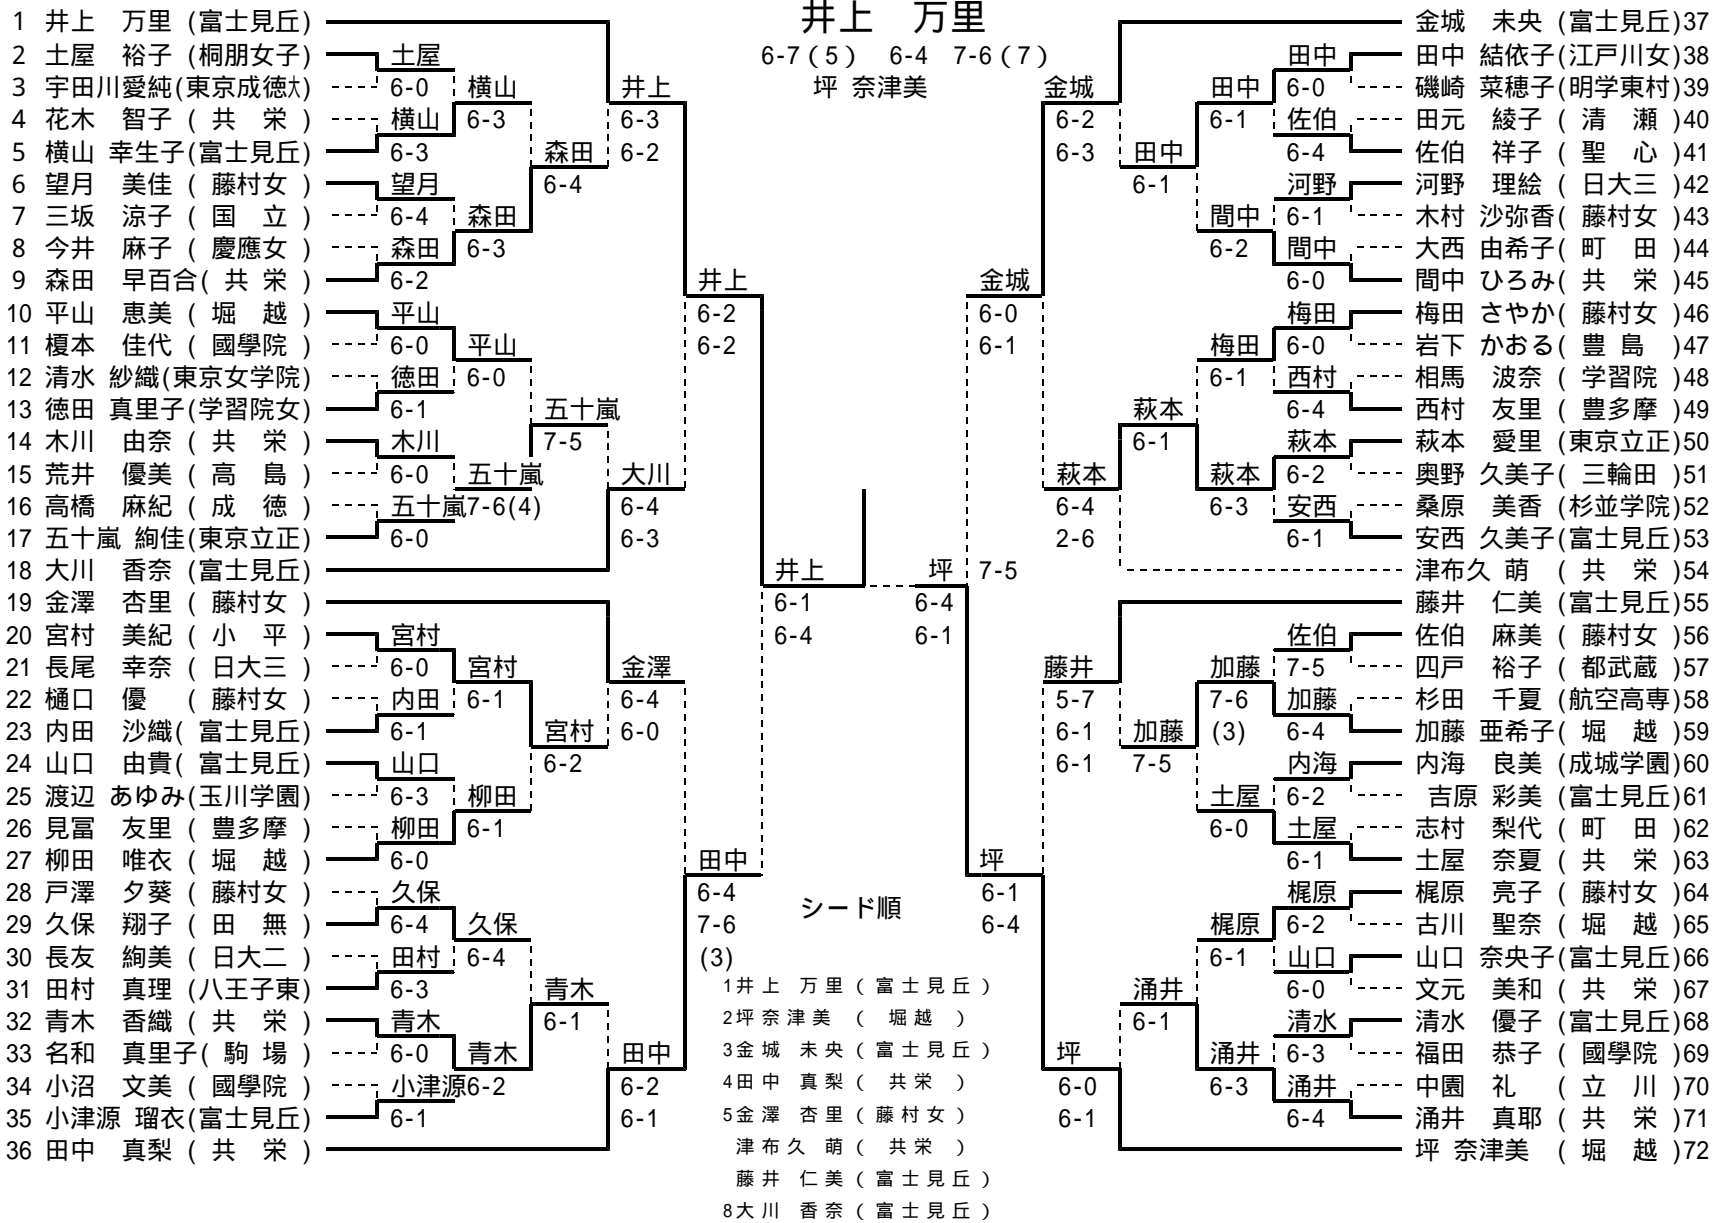 井上　万里
6-7(5)　6-4　7-6(7)
坪 奈津美
1 井上　万里 (富士見丘)
2 土屋　裕子 (桐朋女子)
3 宇田川愛純(東京成徳大)
4 花木　智子 ( 共　栄 )
5 横山 幸生子(富士見丘)
6 望月　美佳 ( 藤村女 )
7 三坂　涼子 ( 国　立 )
8 今井　麻子 ( 慶應女 )
9 森田　早百合( 共 栄 )
10 平山　恵美 ( 堀　越 )
11 榎本　佳代 ( 國學院 )
12 清水 紗織(東京女学院)
13 徳田 真里子(学習院女)
14 木川　由奈 ( 共　栄 )
15 荒井　優美 ( 高　島 )
16 高橋　麻紀 ( 成　徳 )
17 五十嵐 絢佳(東京立正)
18 大川　香奈 (富士見丘)
19 金澤　杏里 ( 藤村女 )
20 宮村　美紀 ( 小　平 )
21 長尾　幸奈 ( 日大三 )
22 樋口　優　 ( 藤村女 )
23 内田　沙織( 富士見丘)
24 山口　由貴( 富士見丘)
25 渡辺 あゆみ(玉川学園)
26 見冨　友里 ( 豊多摩 )
27 柳田　唯衣 ( 堀　越 )
28 戸澤　夕葵 ( 藤村女 )
29 久保　翔子 ( 田　無 )
30 長友　絢美 ( 日大二 )
31 田村　真理 (八王子東)
32 青木　香織 ( 共　栄 )
33 名和　真里子( 駒 場 )
34 小沼　文美 ( 國學院 )
35 小津源 瑠衣(富士見丘)
36 田中　真梨 ( 共　栄 )
土屋
6-0
横山
6-3
望月
6-4
森田
6-2
平山
6-0
徳田
6-1
木川
6-0
五十嵐
6-0
宮村
6-0
内田
6-1
山口
6-3
柳田
6-0
久保
6-4
田村
6-3
青木
6-0
小津源
6-1
横山
6-3
森田
6-3
平山
6-0
五十嵐
7-6(4)
宮村
6-1
柳田
6-1
久保
6-4
青木
6-2
森田
6-4
五十嵐
7-5
宮村
6-2
青木
6-1
井上
6-3
6-2
大川
6-4
6-3
金澤
6-4
6-0
田中
6-2
6-1
井上
6-2
6-2
田中
6-4
7-6
(3)
井上
6-1
6-4
坪
6-4
6-1
7-5
金城
6-0
6-1
坪
6-1
6-4
金城
6-2
6-3
萩本
6-4
2-6
藤井
5-7
6-1
6-1
坪
6-0
6-1
田中
6-1
萩本
6-1
加藤
7-5
涌井
6-1
田中
6-1
間中
6-2
梅田
6-1
萩本
6-3
加藤
7-6
(3)
土屋
6-0
梶原
6-1
涌井
6-3
田中
6-0
佐伯
6-4
河野
6-1
間中
6-0
梅田
6-0
西村
6-4
萩本
6-2
安西
6-1
佐伯
7-5
加藤
6-4
内海
6-2
土屋
6-1
梶原
6-2
山口
6-0
清水
6-3
涌井
6-4
金城　未央 (富士見丘)37
田中 結依子(江戸川女)38
磯崎 菜穂子(明学東村)39
田元　綾子 ( 清　瀬 )40
佐伯　祥子 ( 聖　心 )41
河野　理絵 ( 日大三 )42
木村 沙弥香( 藤村女 )43
大西 由希子( 町　田 )44
間中 ひろみ( 共　栄 )45
梅田 さやか( 藤村女 )46
岩下 かおる( 豊 島　)47
相馬　波奈 ( 学習院 )48
西村　友里 ( 豊多摩 )49
萩本　愛里 (東京立正)50
奥野 久美子( 三輪田 )51
桑原　美香 (杉並学院)52
安西 久美子(富士見丘)53
津布久 萌　 ( 共　栄 )54
藤井　仁美 (富士見丘)55
佐伯　麻美 ( 藤村女 )56
四戸　裕子 ( 都武蔵 )57
杉田　千夏 (航空高専)58
加藤 亜希子( 堀　越 )59
内海　良美 (成城学園)60
吉原 彩美 (富士見丘)61
志村　梨代 ( 町　田 )62
土屋　奈夏 ( 共　栄 )63
梶原　亮子 ( 藤村女 )64
古川　聖奈 ( 堀　越 )65
山口 奈央子(富士見丘)66
文元　美和 ( 共　栄 )67
清水　優子 (富士見丘)68
福田　恭子 ( 國學院 )69
中園　礼　 ( 立　川 )70
涌井　真耶 ( 共　栄 )71
坪 奈津美　 ( 堀　越 )72
シード順
1井上　万里(富士見丘)
2坪奈津美　(　堀越　)
3金城　未央(富士見丘)
4田中　真梨(　共栄　)
5金澤　杏里(藤村女)
津布久　萌(　共栄　)
藤井　仁美(富士見丘)
8大川　香奈(富士見丘)